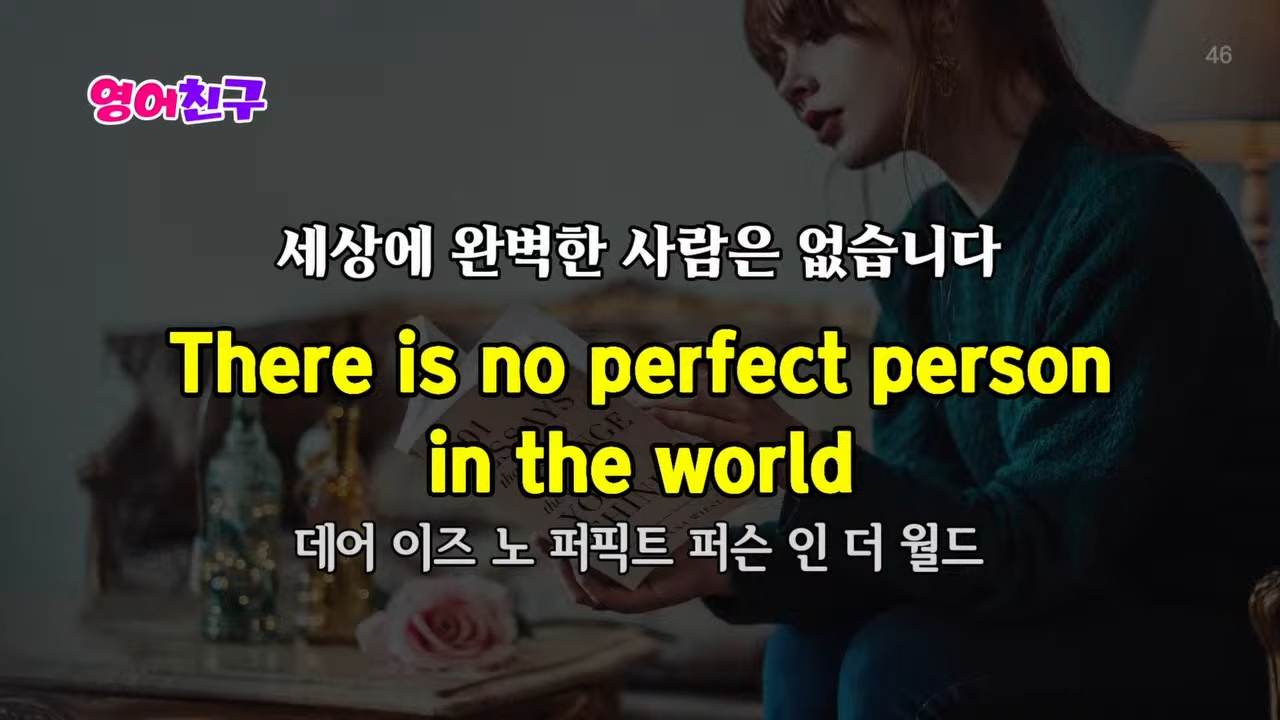 46
영어친구
세상에 완벽한 사람은 없습니다
There is no perfect person
in the world
데어 이즈 노 퍼픽트 퍼슨 인 더 월드